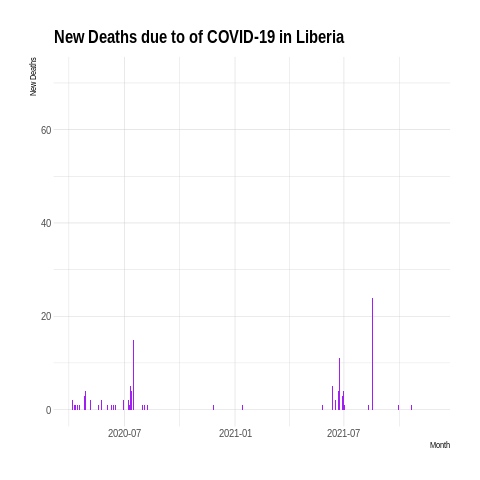 New Deaths due to of COVID-19 in Liberia
New Deaths
60
40
20
0
2020-07
2021-01
2021-07
Month